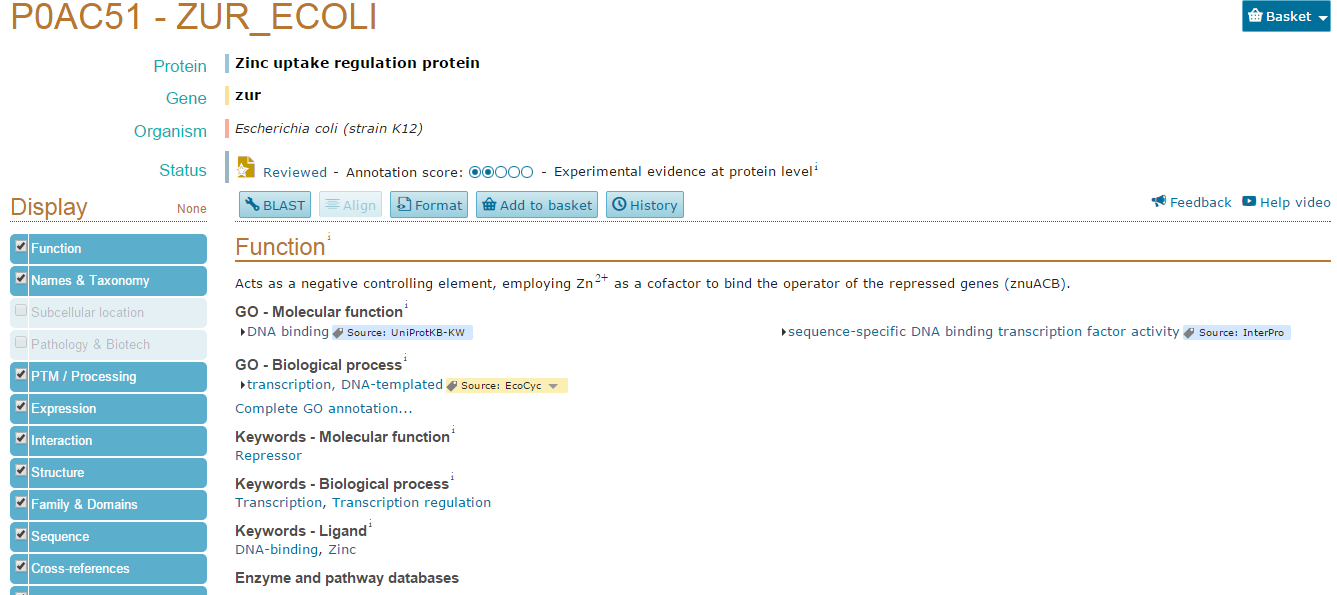 P0AC51 - ZUR_ECOLI
Basket
Protein Zinc uptake regulation protein
Gene zur
Organism Escherichia coli (strain K12)
Status Reviewed - Annotation score: - Experimental evidence at protein level i
Display None
BLAST Align Format Add to basket History Feedback Help video
Function
Names & Taxonomy
Subcellular location
Pathology & Biotech
PTM / Processing
Expression
Interaction
Structure
Family & Domains
Sequence
Cross-references
Function i
Acts as a negative controlling element, employing Zn2+ as a cofactor to bind the operator of the repressed genes (znuACB).
GO - Molecular function i
DNA binding Source: UniProtKB-KW sequence-specific DNA binding transcription factor activity Source: InterPro
GO - Biological process i
transcription, DNA-templated Source: EcoCyc
Complete GO annotation...
Keywords - Molecular function i
Repressor
Keywords - Biological process i
Transcription, Transcription regulation
Keywords - Ligand i
DNA-binding, Zinc
Enzyme and pathway databases